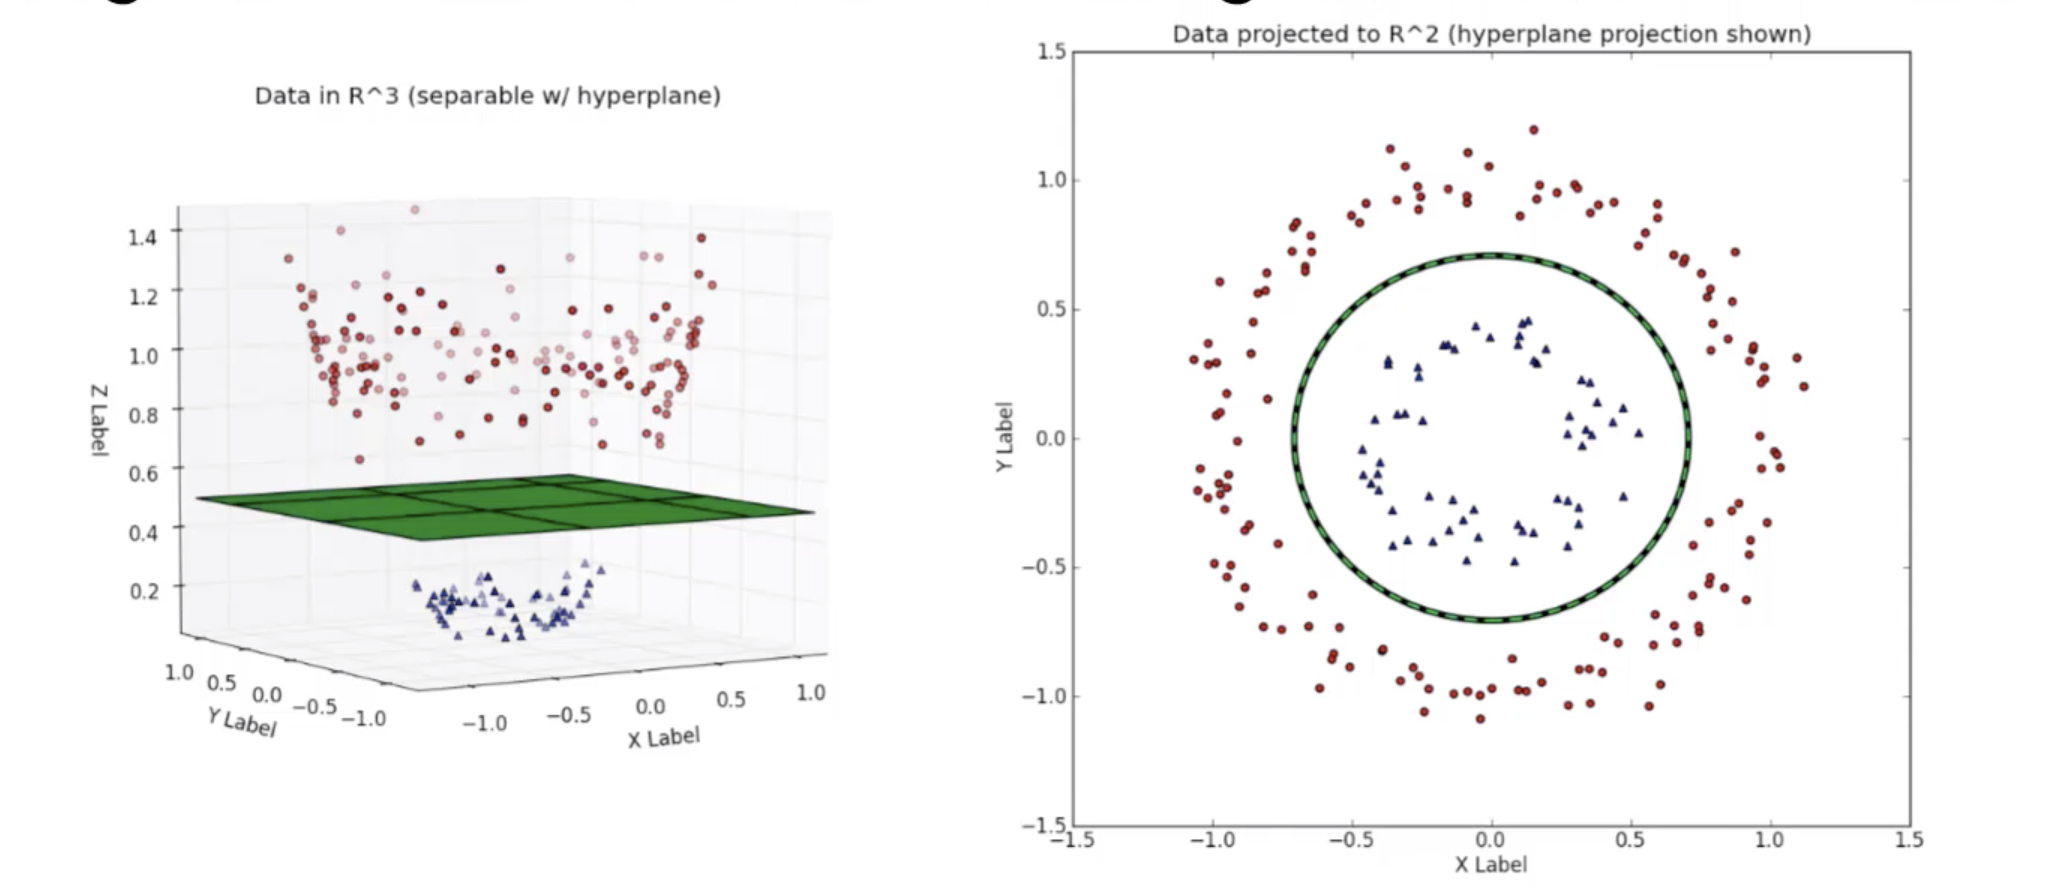 Data in R^3 (separable w/ hyperplane)
1.4
1.2
1.0
0.8
0.6
0.4
0.2
Z Label
1.0 0.5 0.0 −0.5 −1.0
Y Label
−1.0 −0.5 0.0 0.5 1.0
X Label
Data projected to R^2 (hyperplane projection shown)
1.5
1.0
0.5
0.0
−0.5
−1.0
−1.5
Y Label
−1.5 −1.0 −0.5 0.0 0.5 1.0 1.5
X Label